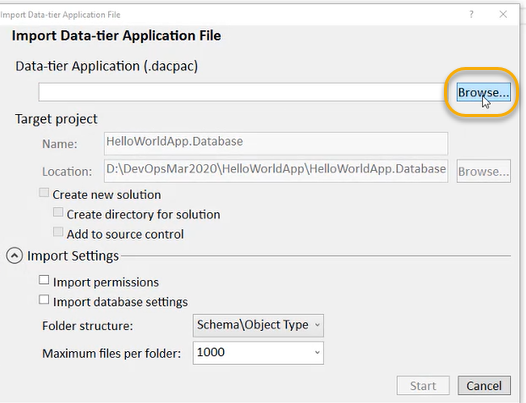 Import Data-tier Application File
? ×
Import Data-tier Application File
Data-tier Application (.dacpac)
Browse...
Target project
Name: HelloWorldApp.Database
Location: D:\DevOpsMar2020\HelloWorldApp\HelloWorldApp.Database Browse...
Create new solution
Create directory for solution
Add to source control
Import Settings
Import permissions
Import database settings
Folder structure: Schema\Object Type
Maximum files per folder: 1000
Start Cancel